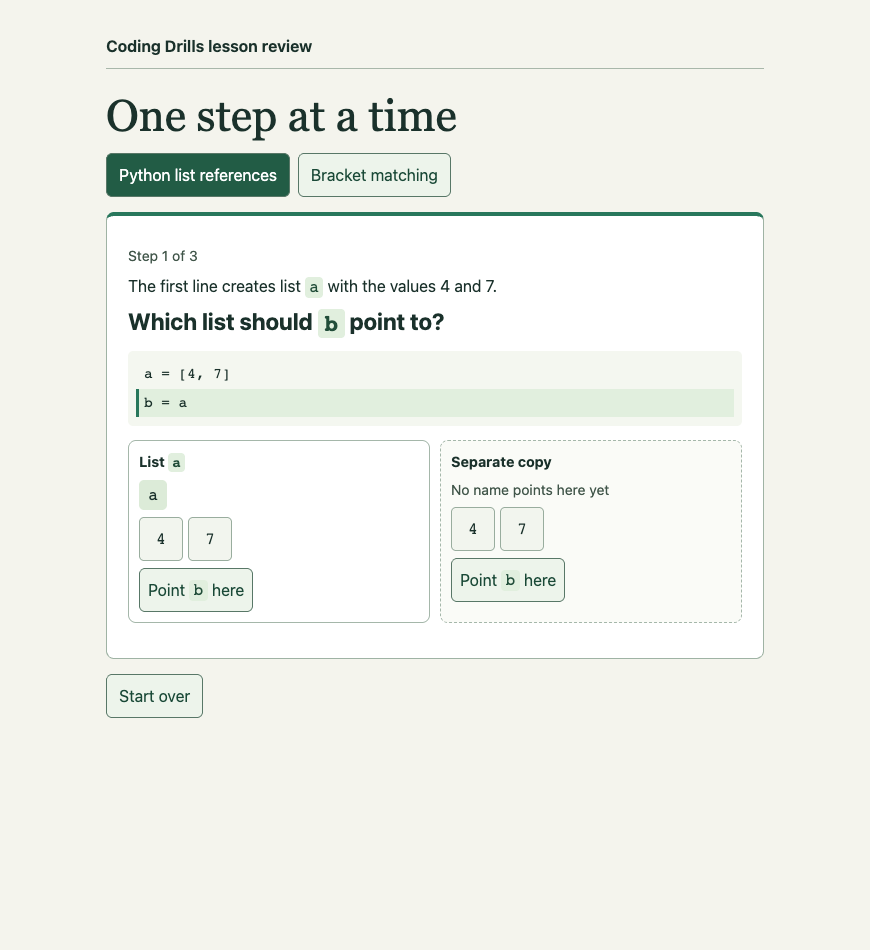 Coding Drills lesson review
One step at a time
Python list references
Bracket matching
Step 1 of 3
The first line creates list a with the values 4 and 7.
Which list should b point to?
a = [4, 7]
b = a
List a
a
4 7
Point b here
Separate copy
No name points here yet
4 7
Point b here
Start over